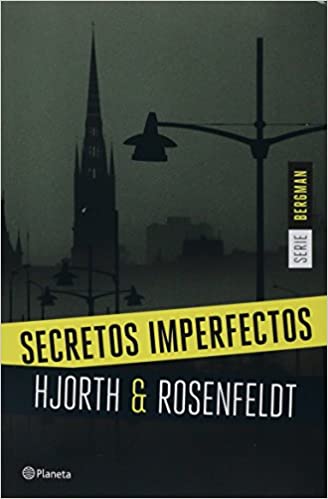 SERIE BERGMAN
SECRETOS IMPERFECTOS
HJORTH & ROSENFELDT
Planeta